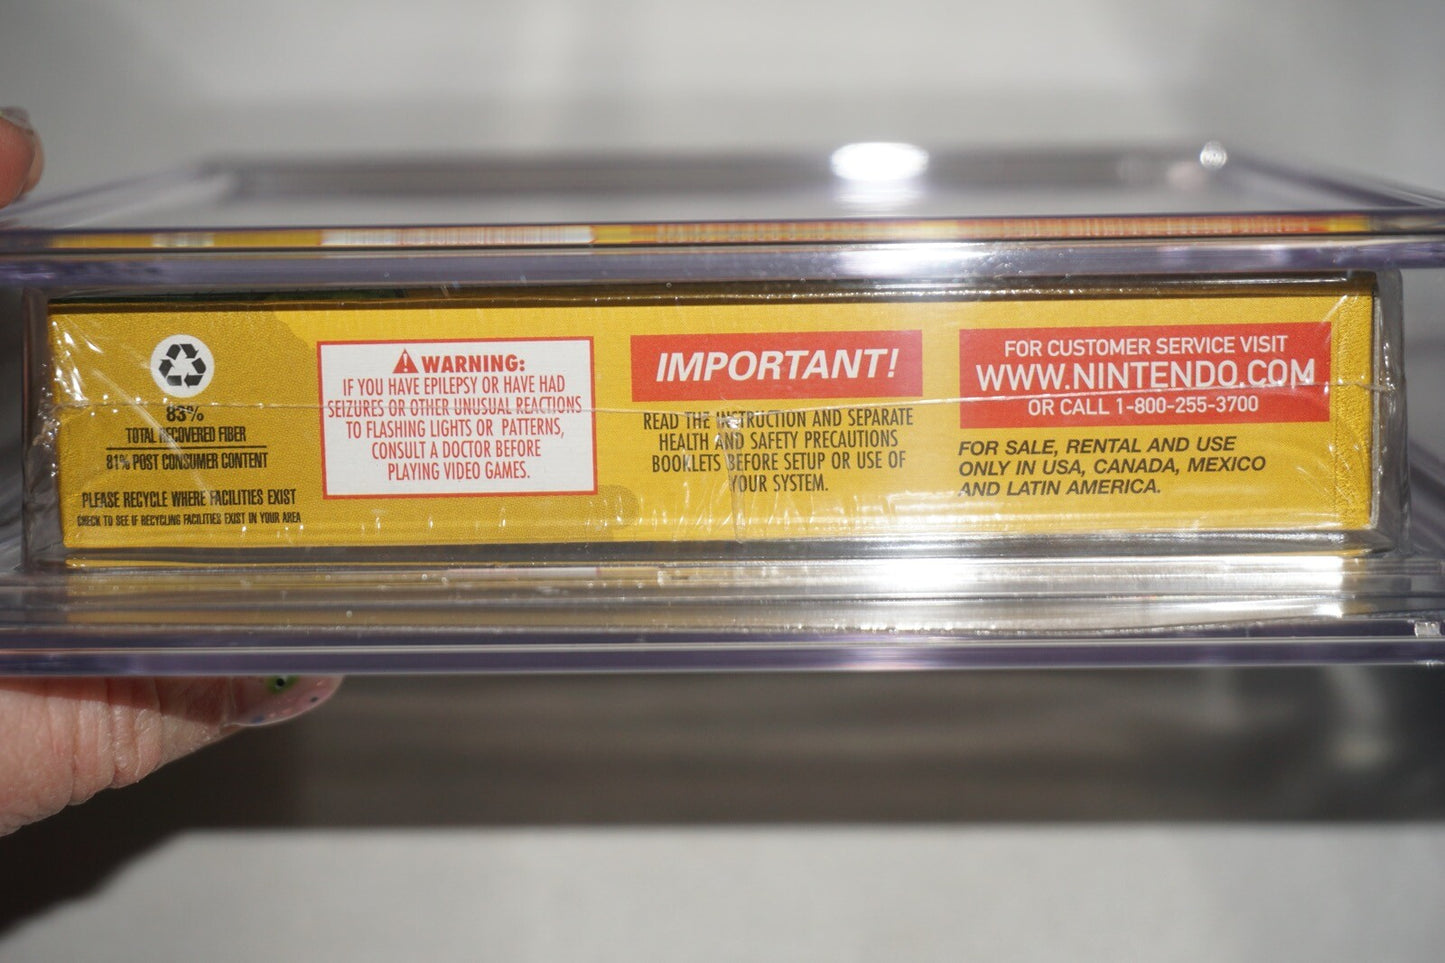 83%
TOTAL RECOVERED FIBER
81% POST CONSUMER CONTENT
PLEASE RECYCLE WHERE FACILITIES EXIST
CHECK TO SEE IF RECYCLING FACILITIES EXIST IN YOUR AREA
WARNING:
IF YOU HAVE EPILEPSY OR HAVE HAD
SEIZURES OR OTHER UNUSUAL REACTIONS
TO FLASHING LIGHTS OR PATTERNS,
CONSULT A DOCTOR BEFORE
PLAYING VIDEO GAMES.
IMPORTANT!
READ THE INSTRUCTION AND SEPARATE
HEALTH AND SAFETY PRECAUTIONS
BOOKLETS BEFORE SETUP OR USE OF
YOUR SYSTEM.
FOR CUSTOMER SERVICE VISIT
WWW.NINTENDO.COM
OR CALL 1-800-255-3700
FOR SALE, RENTAL AND USE
ONLY IN USA, CANADA, MEXICO
AND LATIN AMERICA.